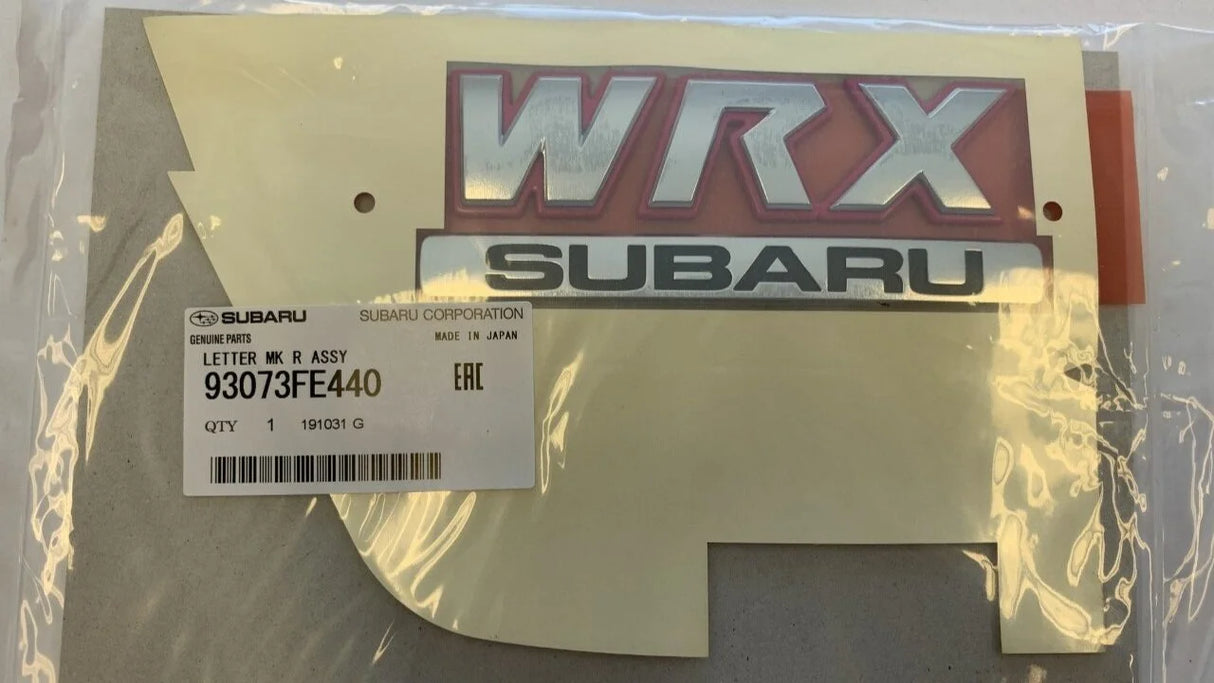 WRX
SUBARU
SUBARU SUBARU CORPORATION
GENUINE PARTS MADE IN JAPAN
LETTER MK R ASSY
93073FE440 EAC
QTY 1 191031 G